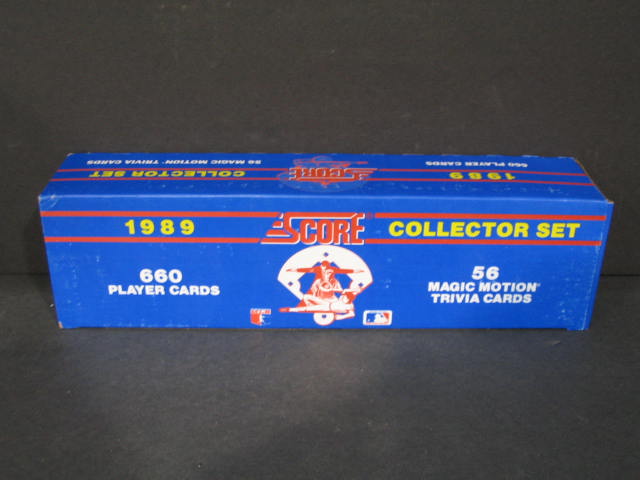 56 MAGIC MOTION TRIVIA CARDS
COLLECTOR SET
SCORE
1989
660 PLAYER CARDS
1989
SCORE
COLLECTOR SET
660
PLAYER CARDS
56
MAGIC MOTION
TRIVIA CARDS